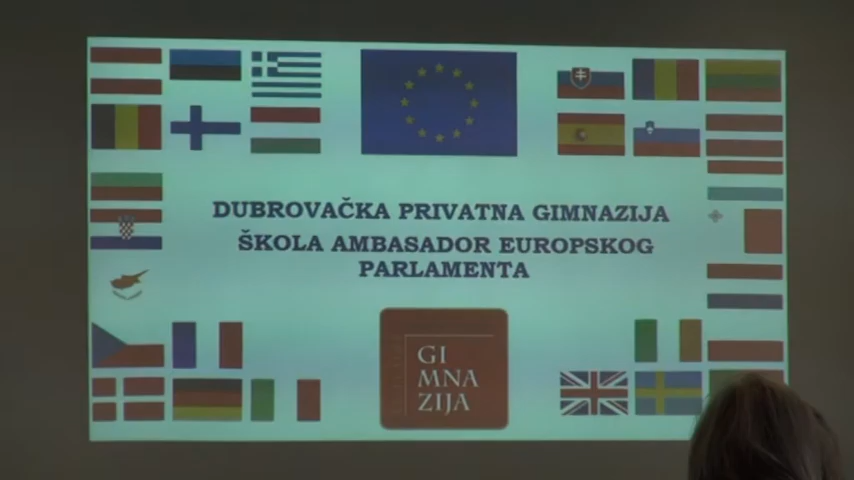 DUBROVAČKA PRIVATNA GIMNAZIJA
ŠKOLA AMBASADOR EUROPSKOG
PARLAMENTA
GI
MNA
ZIJA